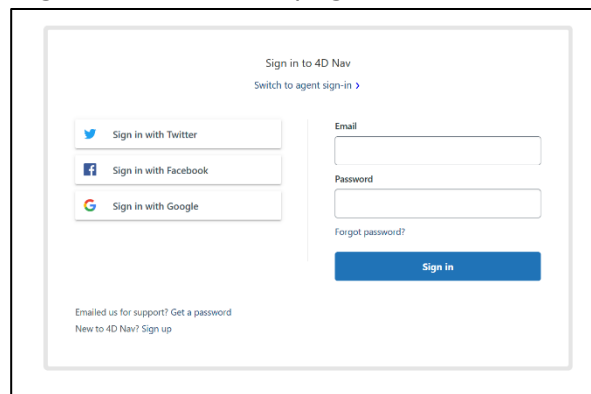 Sign in to 4D Nav
Switch to agent sign-in >
Sign in with Twitter
Sign in with Facebook
Sign in with Google
Email
Password
Forgot password?
Sign in
Emailed us for support? Get a password
New to 4D Nav? Sign up